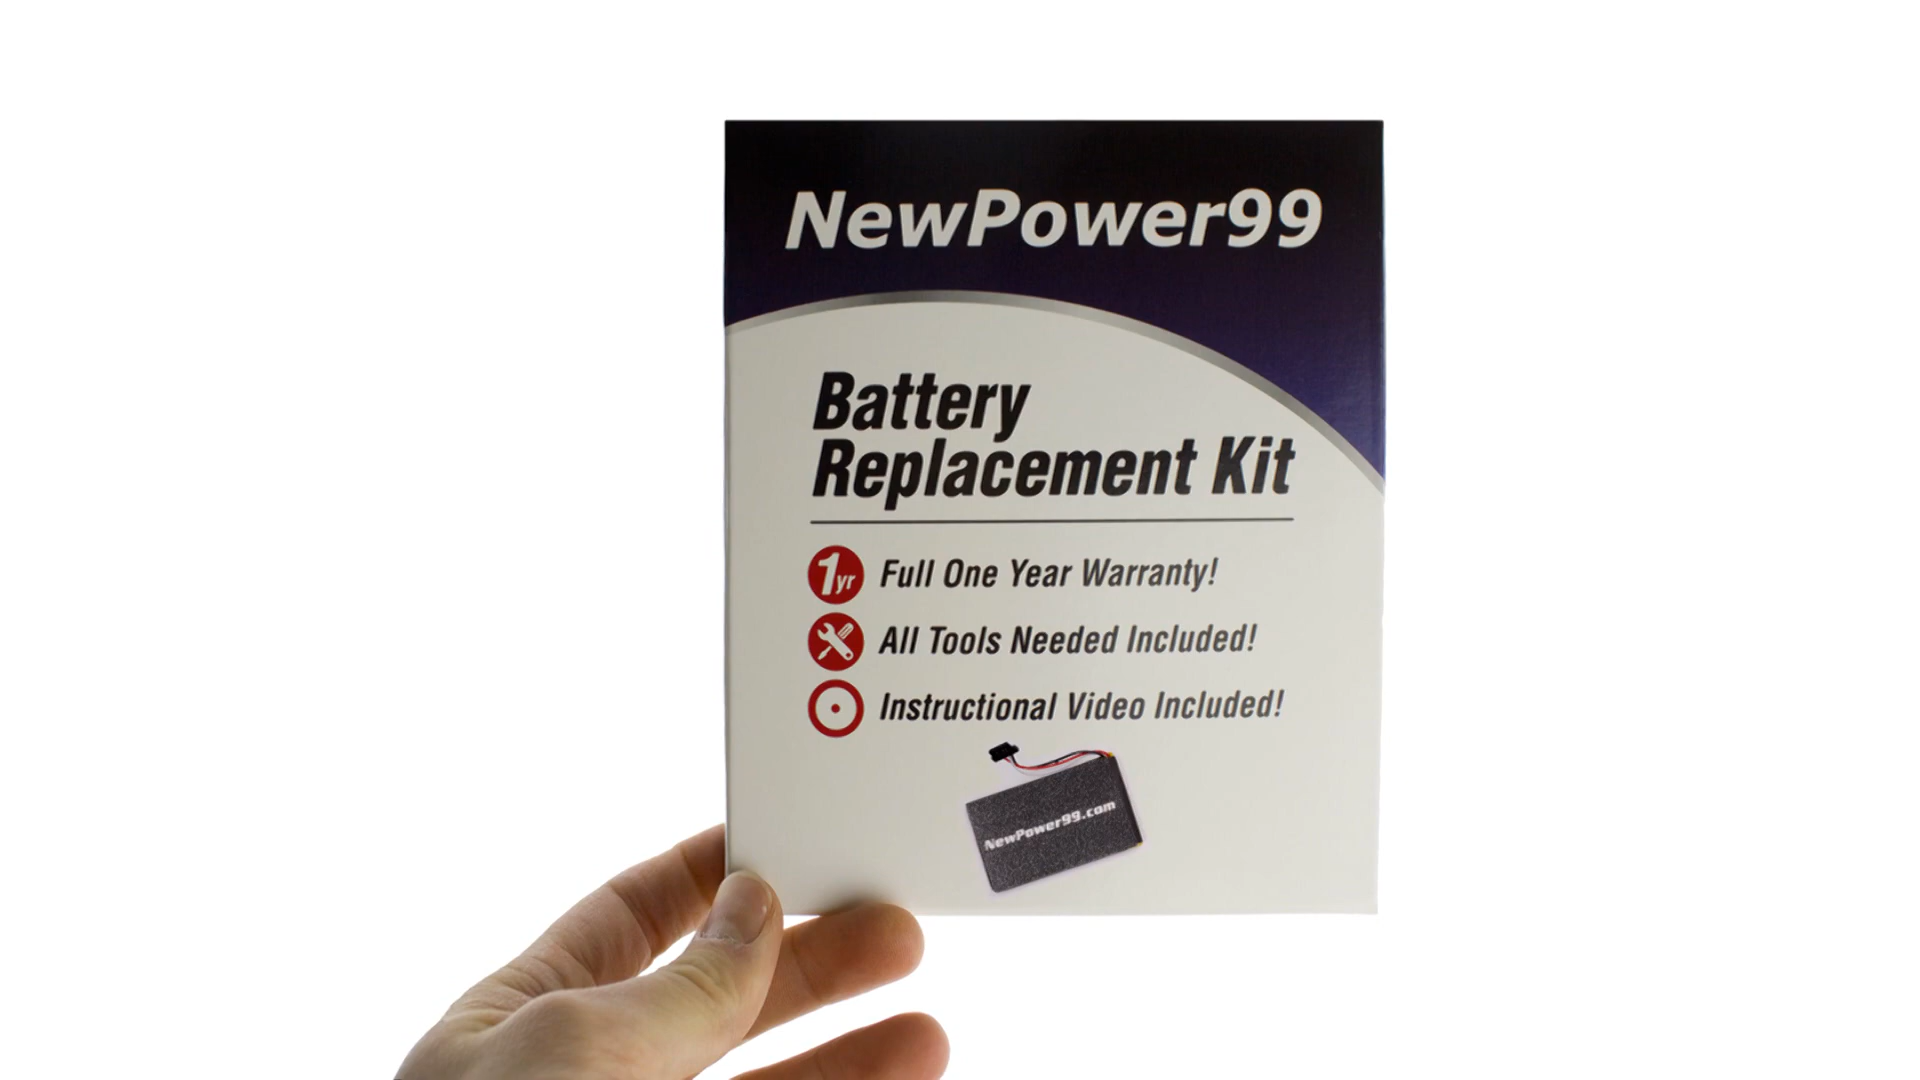 NewPower99
Battery
Replacement Kit
1yr Full One Year Warranty!
All Tools Needed Included!
Instructional Video Included!
NewPower99.com